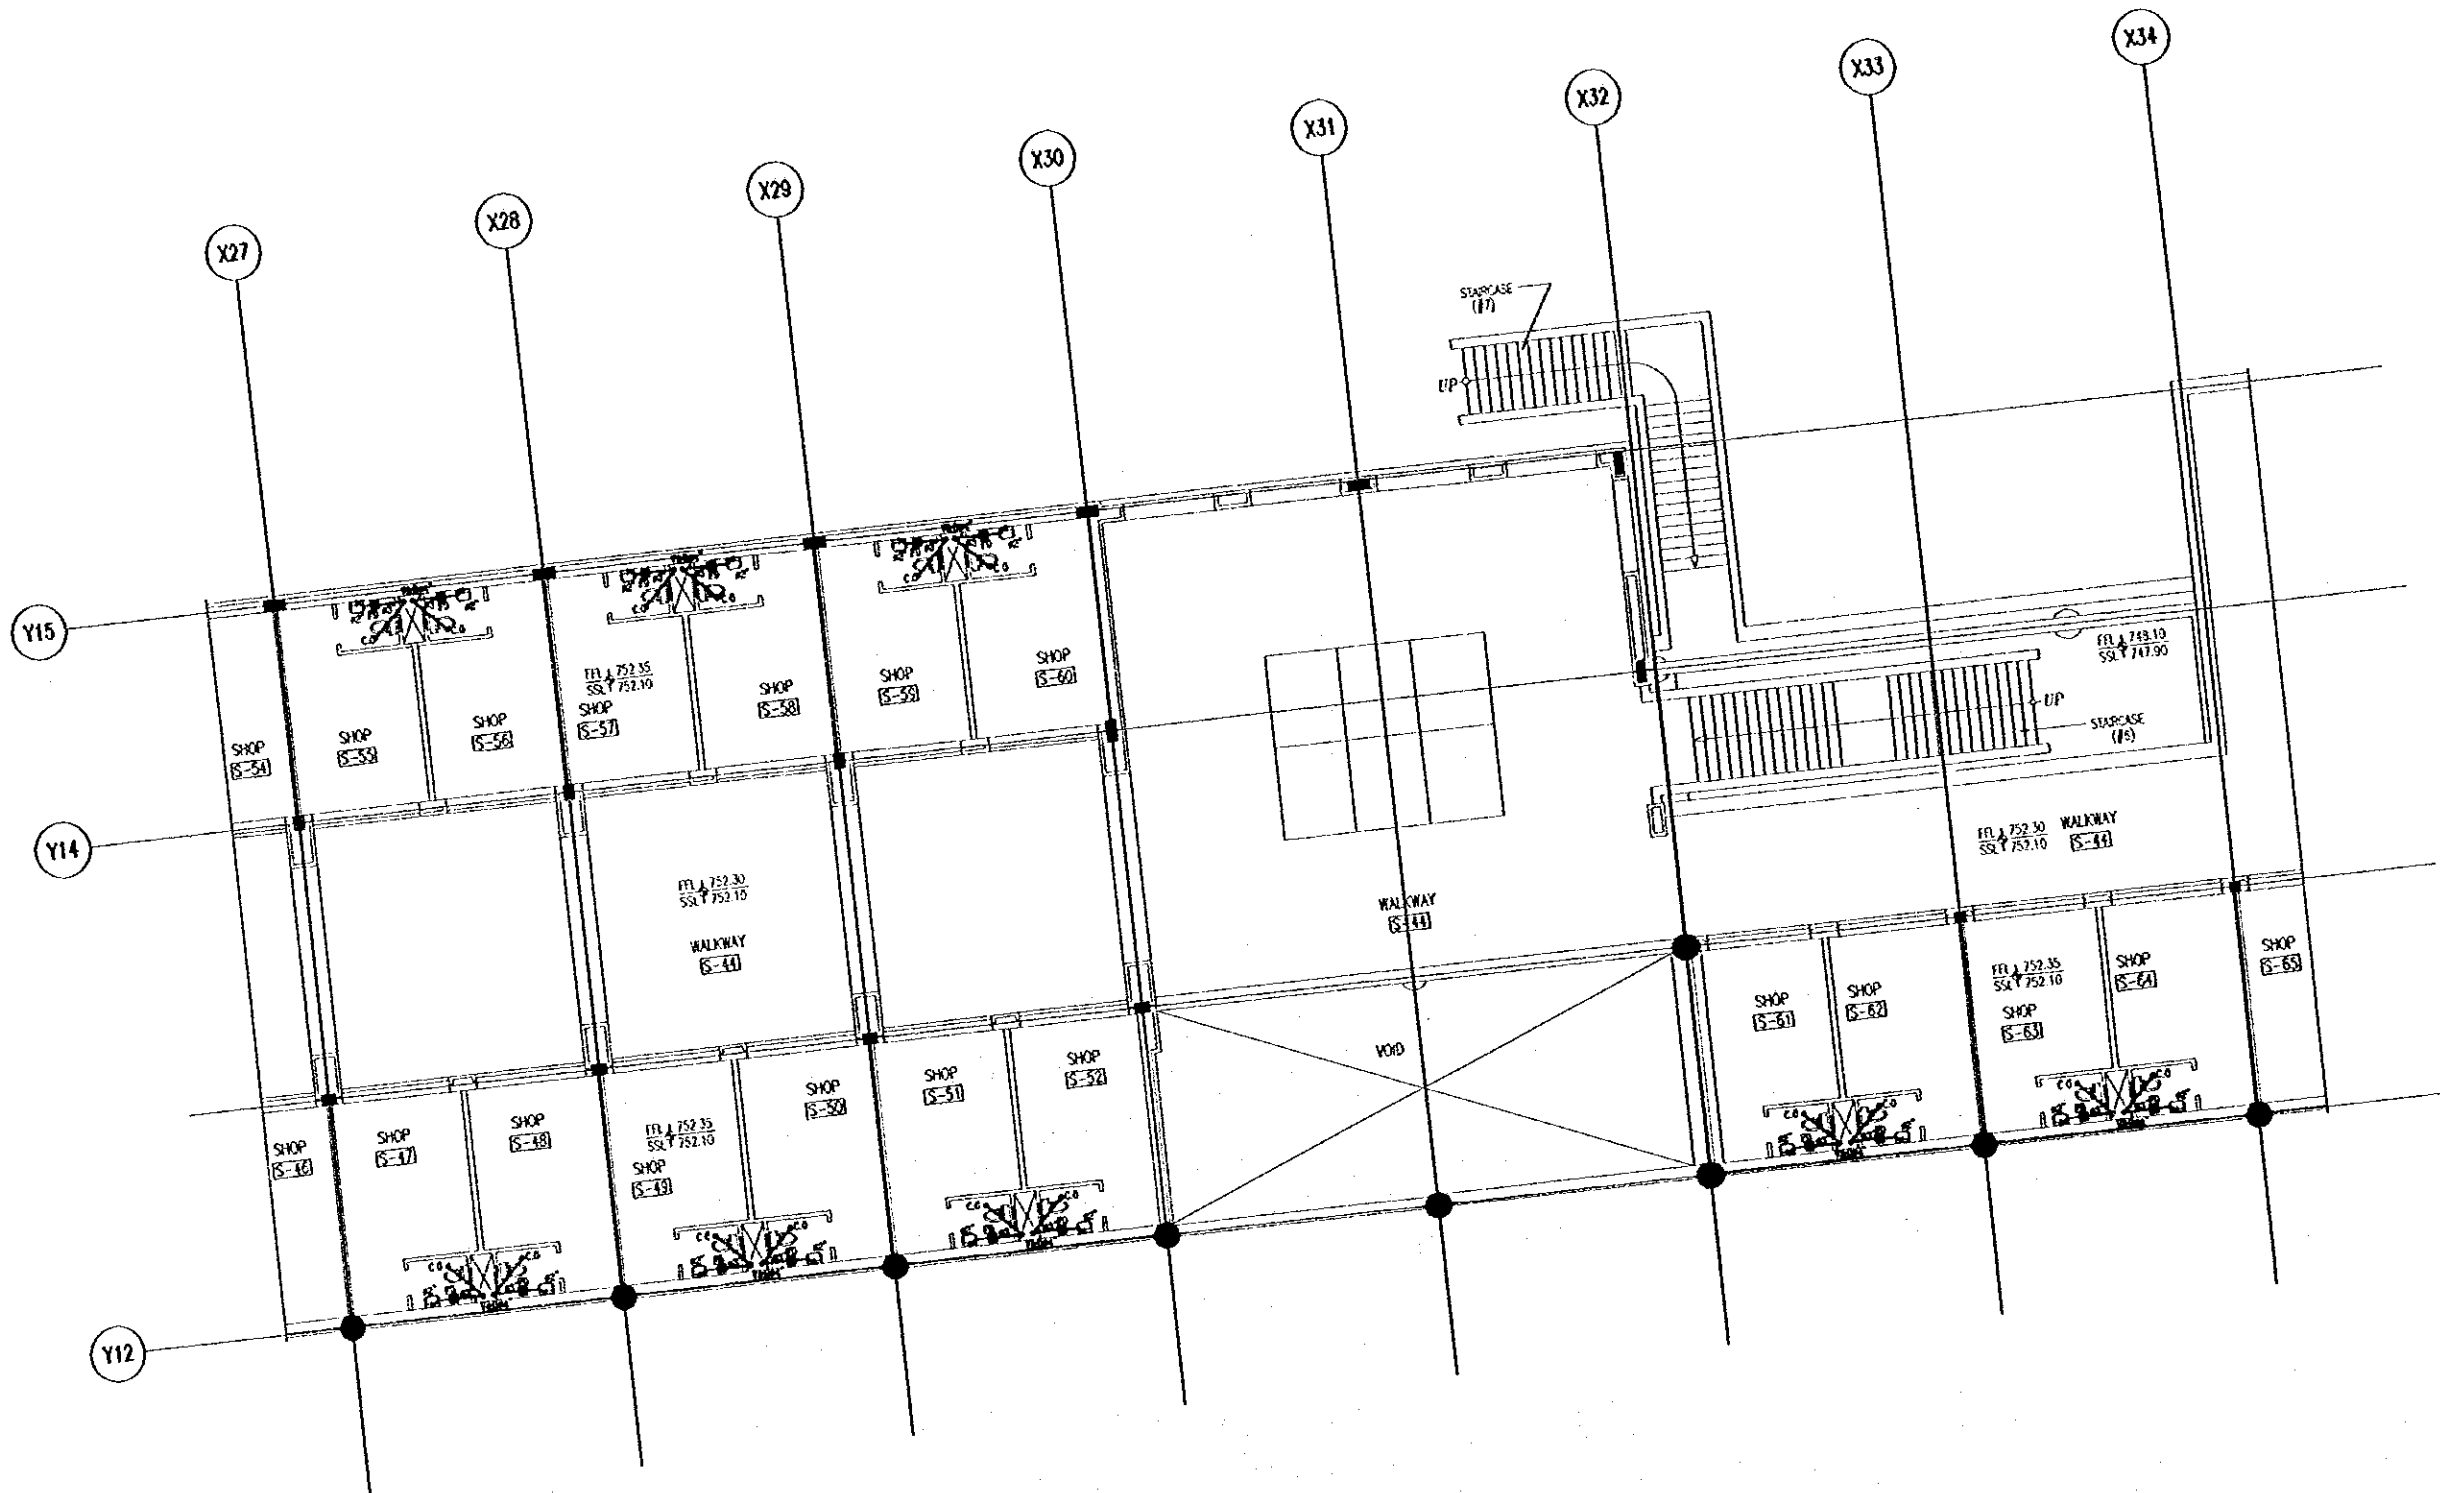 X34
X33
X32
X31
X30
X29
X28
X27
STAIRCASE
(#7)
UP
Y15
FFL 752.35
SSL 752.10
SHOP
S-57
SHOP
S-58
SHOP
S-59
SHOP
S-60
FFL 748.10
SSL 747.90
UP
STAIRCASE
(#6)
SHOP
S-54
SHOP
S-55
SHOP
S-56
Y14
FFL 752.30
SSL 752.10
WALKWAY
S-44
WALKWAY
S-44
FFL 752.30
SSL 752.10
WALKWAY
S-44
SHOP
S-61
SHOP
S-62
FFL 752.35
SSL 752.10
SHOP
S-63
SHOP
S-64
SHOP
S-65
VOID
SHOP
S-46
SHOP
S-47
SHOP
S-48
FFL 752.35
SSL 752.10
SHOP
S-49
SHOP
S-50
SHOP
S-51
SHOP
S-52
C.O
C.O
C.O
C.O
C.O
C.O
Y12